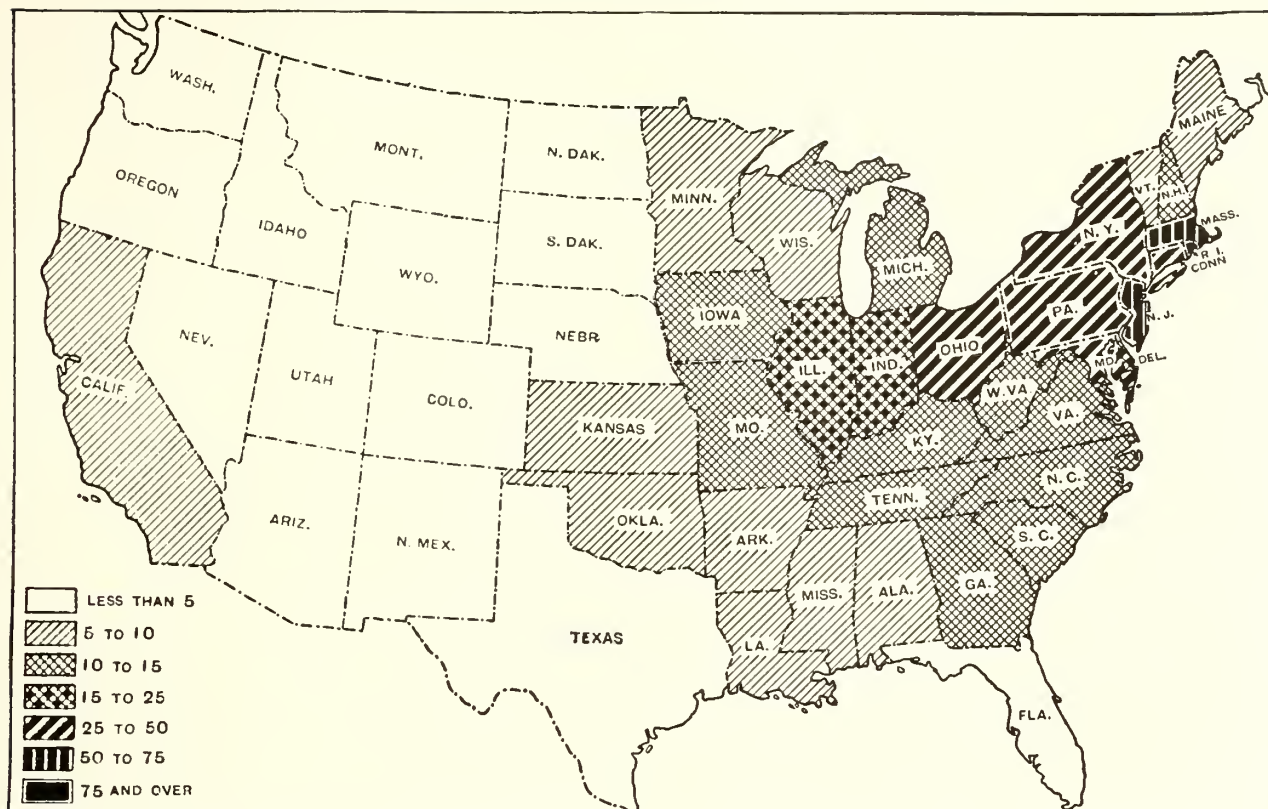 WASH.
OREGON
IDAHO
MONT.
N. DAK.
S. DAK.
WYO.
NEBR.
NEV.
UTAH
COLO.
CALIF.
ARIZ.
N. MEX.
KANSAS
OKLA.
TEXAS
MINN.
WIS.
MICH.
IOWA
ILL.
IND.
OHIO
MO.
KY.
TENN.
ARK.
LA.
MISS.
ALA.
GA.
FLA.
S. C.
N. C.
VA.
W. VA.
MD.
DEL.
PA.
N. J.
N. Y.
CONN
R. I.
MASS.
VT.
N.H.
MAINE
LESS THAN 5
5 TO 10
10 TO 15
15 TO 25
25 TO 50
50 TO 75
75 AND OVER